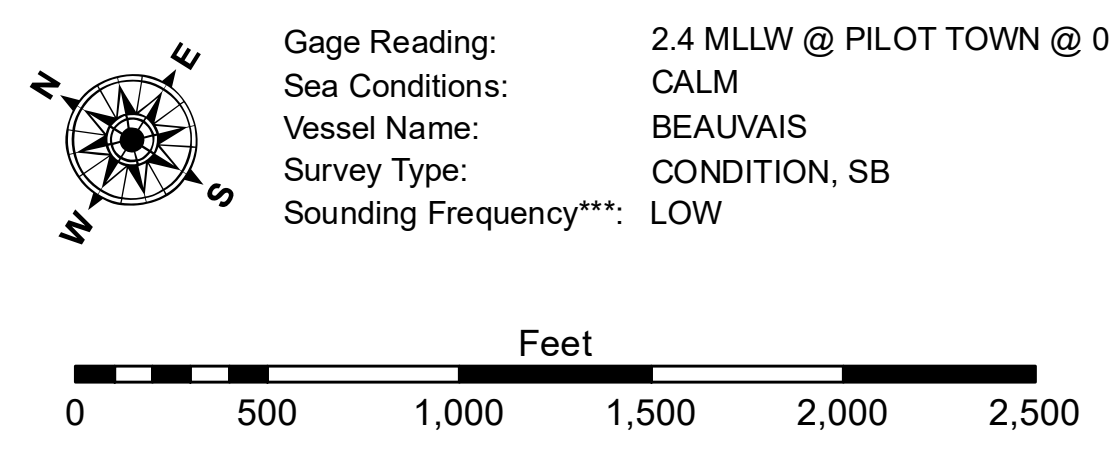 N
E
S
W
Gage Reading: 2.4 MLLW @ PILOT TOWN @ 0
Sea Conditions: CALM
Vessel Name: BEAUVAIS
Survey Type: CONDITION, SB
Sounding Frequency***: LOW
Feet
0 500 1,000 1,500 2,000 2,500